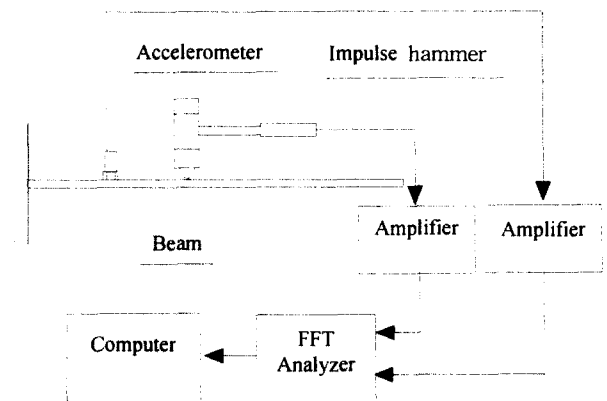 Accelerometer
Impulse hammer
Amplifier
Amplifier
Beam
Computer
FFT
Analyzer